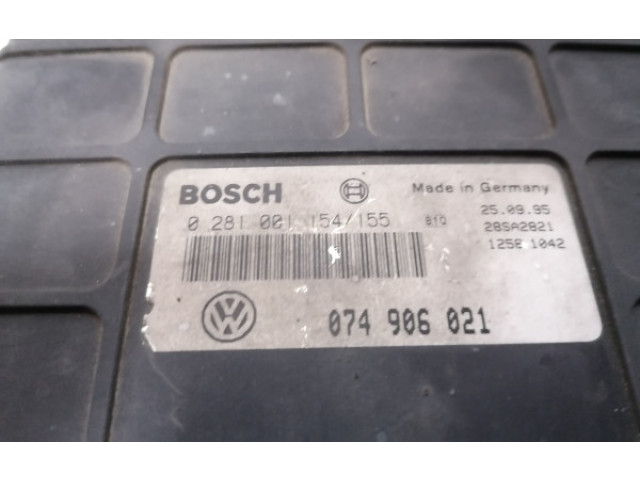 BOSCH
Made in Germany
0 281 001 154/155 810 25.09.95
28SA2821
1258 1042
VW
074 906 021